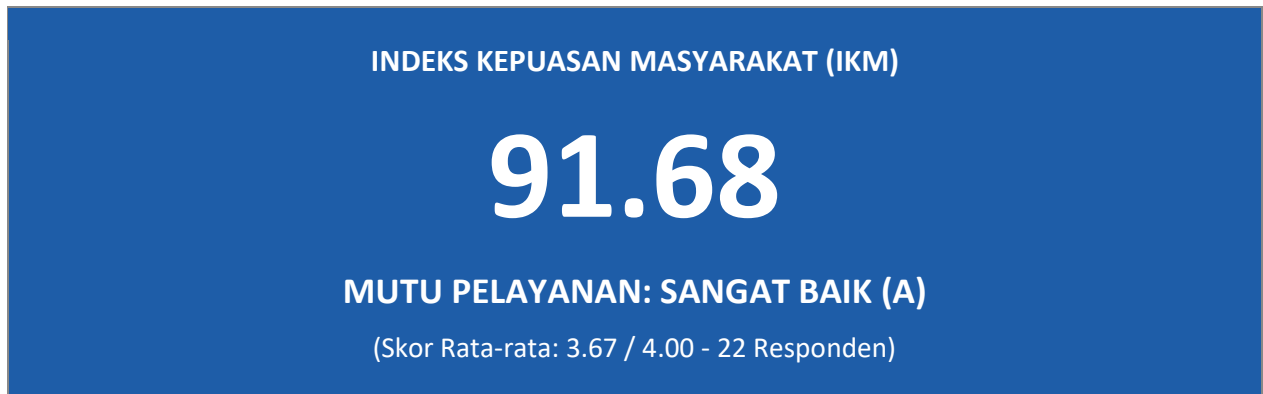 INDEKS KEPUASAN MASYARAKAT (IKM)
91.68
MUTU PELAYANAN: SANGAT BAIK (A)
(Skor Rata-rata: 3.67 / 4.00 - 22 Responden)